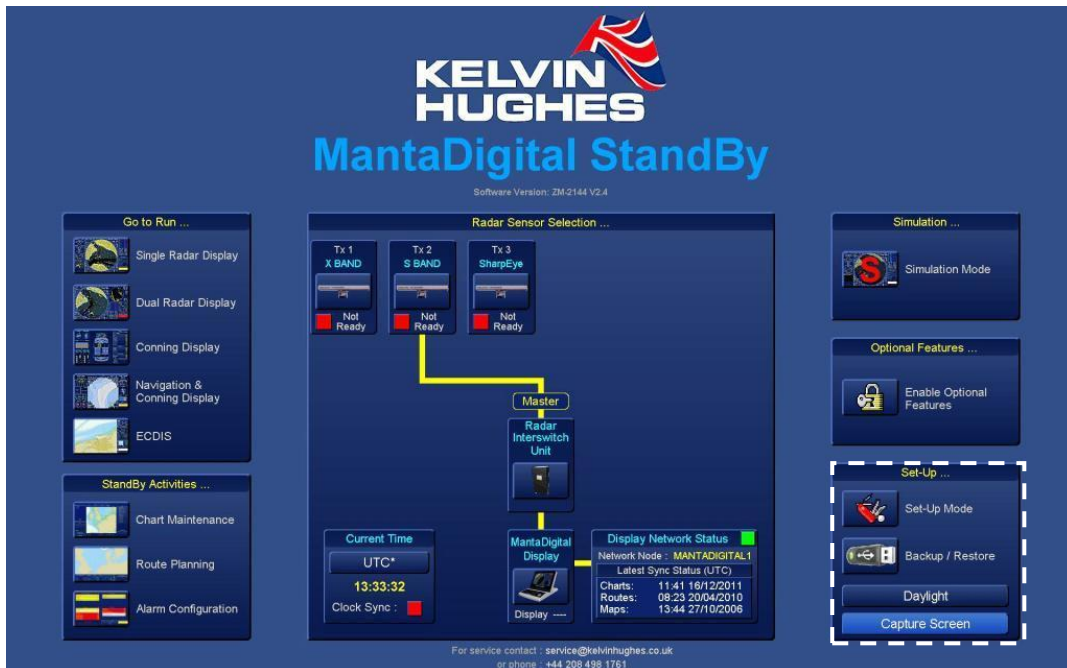 KELVIN
HUGHES
MantaDigital StandBy
Software Version: ZM-2144 V2.4
Go to Run ...
Single Radar Display
Dual Radar Display
Conning Display
Navigation &
Conning Display
ECDIS
StandBy Activities ...
Chart Maintenance
Route Planning
Alarm Configuration
Radar Sensor Selection ...
Tx 1
X BAND
Not
Ready
Tx 2
S BAND
Not
Ready
Tx 3
SharpEye
Not
Ready
Master
Radar
Interswitch
Unit
Current Time
UTC*
13:33:32
Clock Sync :
MantaDigital
Display
Display ----
Display Network Status
Network Node : MANTADIGITAL1
Latest Sync Status (UTC)
Charts: 11:41 16/12/2011
Routes: 08:23 20/04/2010
Maps: 13:44 27/10/2006
Simulation ...
S
Simulation Mode
Optional Features ...
Enable Optional
Features
Set-Up ...
Set-Up Mode
Backup / Restore
Daylight
Capture Screen
For service contact : service@kelvinhughes.co.uk
or phone : +44 208 498 1761